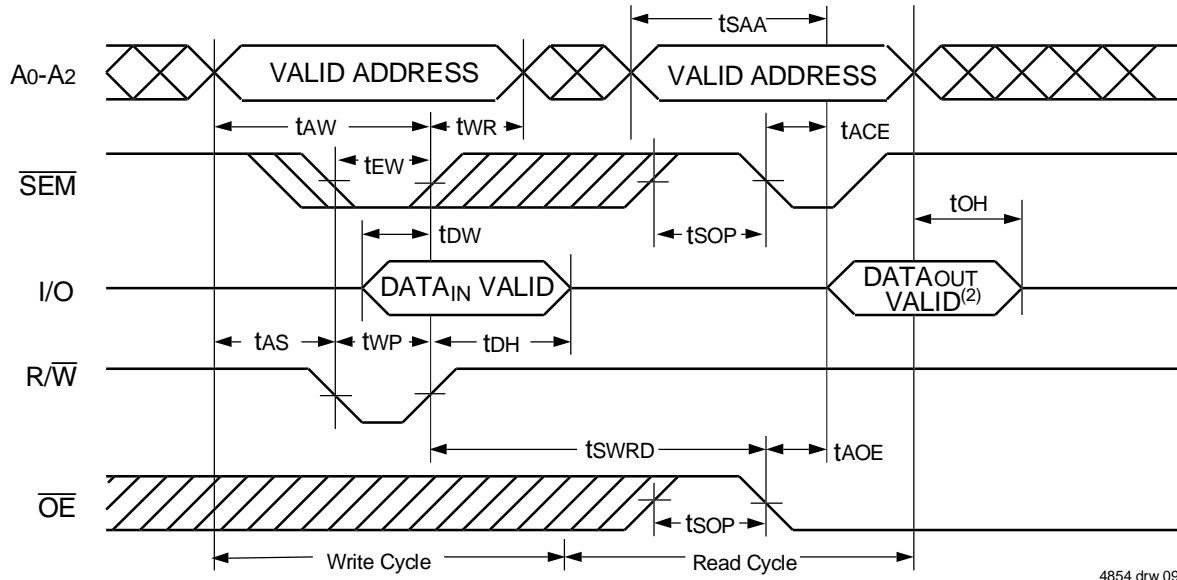 tSAA
A0-A2
VALID ADDRESS
VALID ADDRESS
tAW
tWR
tACE
tEW
SEM
tOH
tDW
tSOP
I/O
DATAIN VALID
DATAOUT
VALID(2)
tAS
tWP
tDH
R/W
tSWRD
tAOE
OE
tSOP
Write Cycle
Read Cycle
4854 drw 09